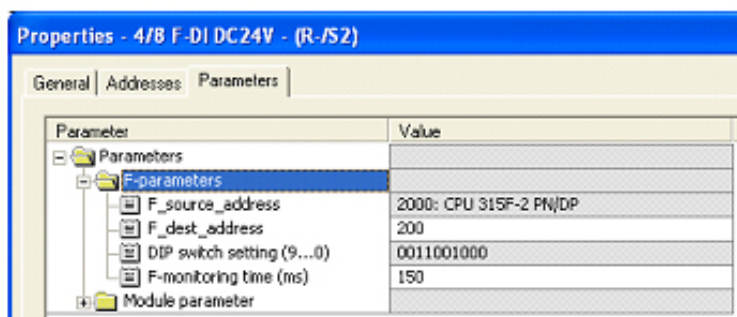 Properties - 4/8 F-DI DC24V - (R-/S2)
General Addresses Parameters
Parameter Value
Parameters
F-parameters
F_source_address 2000: CPU 315F-2 PN/DP
F_dest_address 200
DIP switch setting (9...0) 0011001000
F-monitoring time (ms) 150
Module parameter